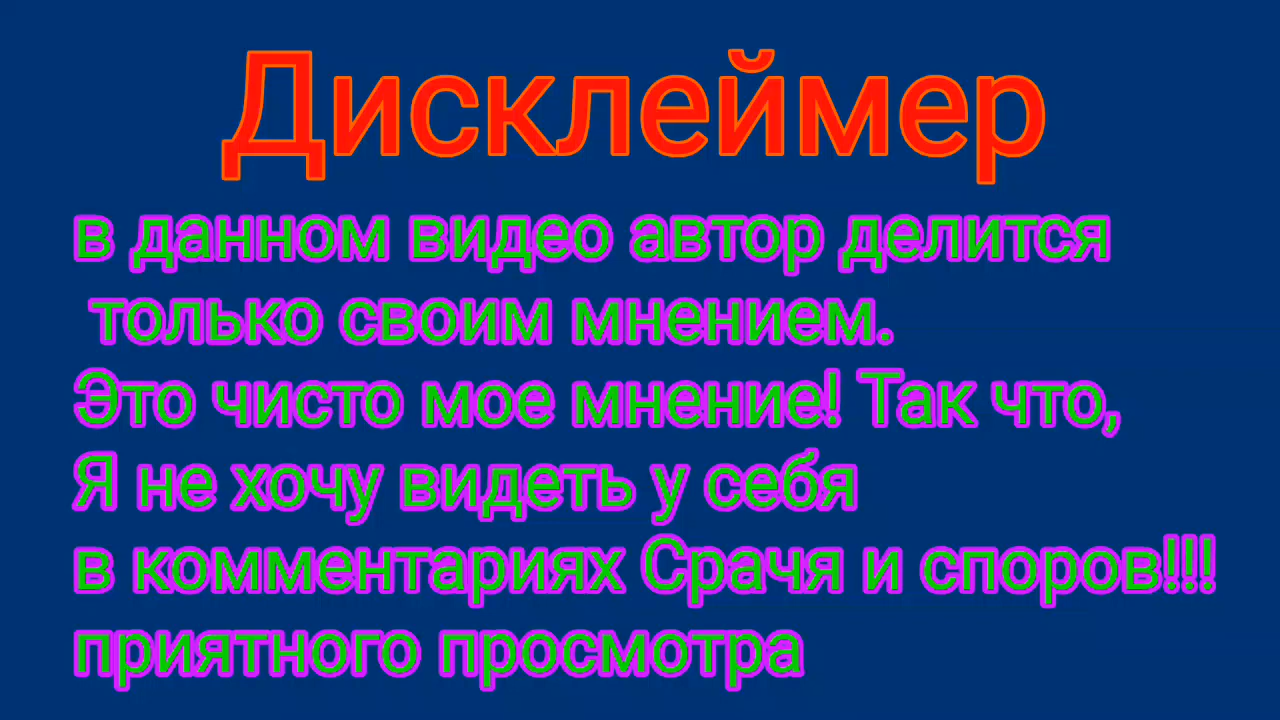 Дисклеймер
в данном видео автор делится
только своим мнением.
Это чисто мое мнение! Так что,
Я не хочу видеть у себя
в комментариях Срачя и споров!!!
приятного просмотра